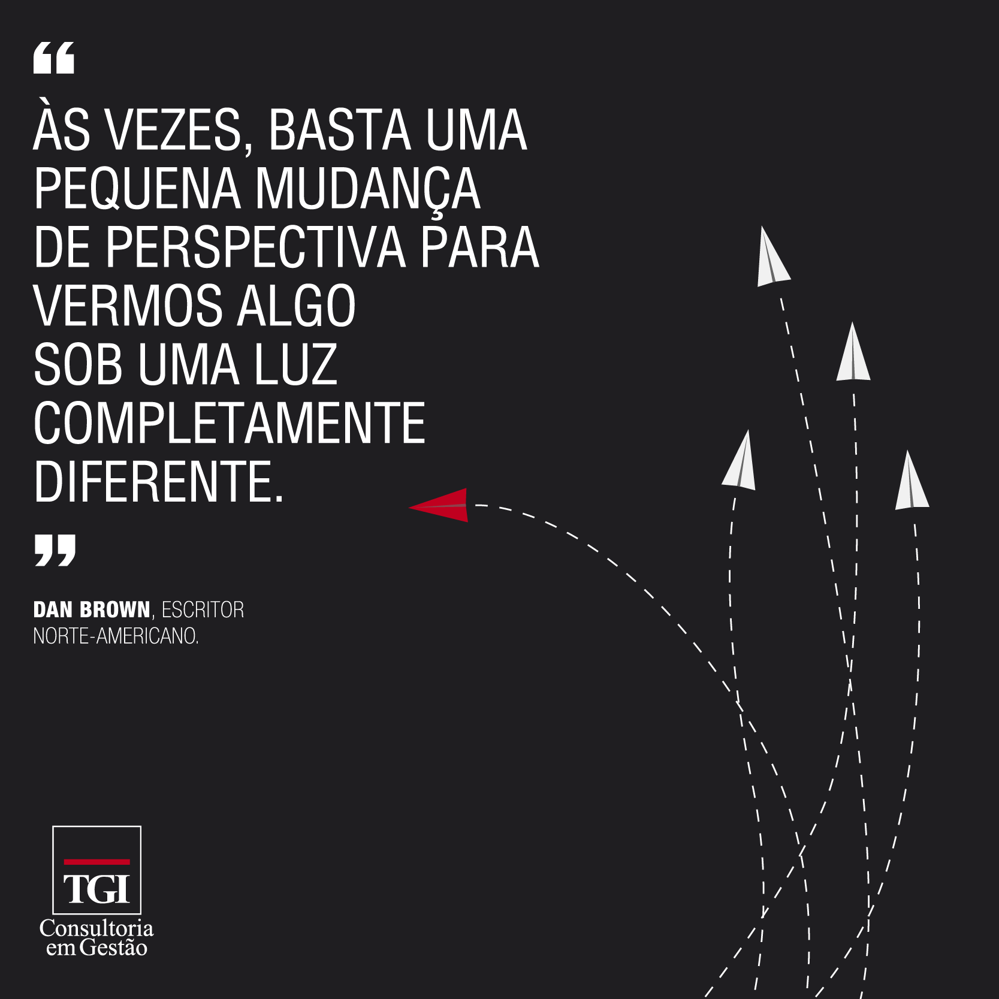 “
ÀS VEZES, BASTA UMA
PEQUENA MUDANÇA
DE PERSPECTIVA PARA
VERMOS ALGO
SOB UMA LUZ
COMPLETAMENTE
DIFERENTE.
”
DAN BROWN, ESCRITOR
NORTE-AMERICANO.
TGI
Consultoria
em Gestão